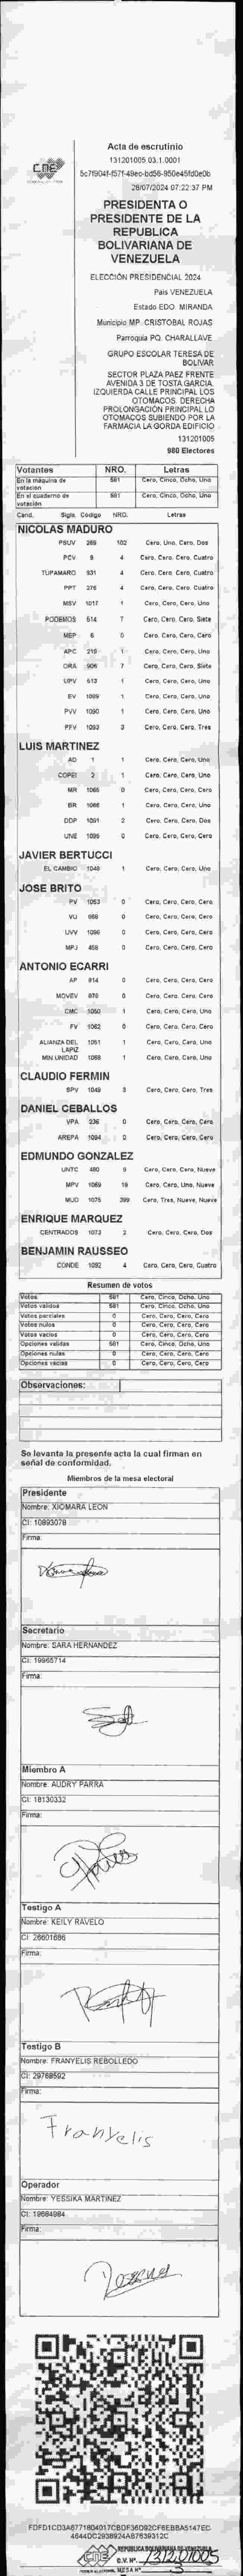 Acta de escrutinio
131201005.03.1.0001
28/07/2024 07:22:37 PM
CNE
PRESIDENTA O
PRESIDENTE DE LA
REPUBLICA
BOLIVARIANA DE
VENEZUELA
ELECCIÓN PRESIDENCIAL 2024
Pais VENEZUELA
Estado EDO. MIRANDA
Municipio MP. CRISTOBAL ROJAS
Parroquia PQ. CHARALLAVE
GRUPO ESCOLAR TERESA DE
BOLIVAR
SECTOR PLAZA PAEZ FRENTE
AVENIDA 3 DE TOSTA GARCIA.
IZQUIERDA CALLE PRINCIPAL LOS
OTOMACOS. DERECHA
PROLONGACIÓN PRINCIPAL LO
OTOMACOS SUBIENDO POR LA
FARMACIA LA GORDA EDIFICIO
131201005
980 Electores
Votantes NRO. Letras
En la máquina de votación 581 Cero, Cinco, Ocho, Uno
En el cuaderno de votación 581 Cero, Cinco, Ocho, Uno
Cand. Sigla Código NRO. Letras
NICOLAS MADURO
PSUV 269 102 Cero, Uno, Cero, Dos
PCV 9 4 Cero, Cero, Cero, Cuatro
TUPAMARO 931 4 Cero, Cero, Cero, Cuatro
PPT 276 4 Cero, Cero, Cero, Cuatro
MSV 1017 1 Cero, Cero, Cero, Uno
PODEMOS 514 7 Cero, Cero, Cero, Siete
MEP 6 0 Cero, Cero, Cero, Cero
APC 219 1 Cero, Cero, Cero, Uno
ORA 906 7 Cero, Cero, Cero, Siete
UPV 613 1 Cero, Cero, Cero, Uno
EV 1089 1 Cero, Cero, Cero, Uno
PVV 1090 1 Cero, Cero, Cero, Uno
PFV 1093 3 Cero, Cero, Cero, Tres
LUIS MARTINEZ
AD 1 1 Cero, Cero, Cero, Uno
COPEI 2 1 Cero, Cero, Cero, Uno
MR 1065 0 Cero, Cero, Cero, Cero
BR 1066 1 Cero, Cero, Cero, Uno
DDP 1091 2 Cero, Cero, Cero, Dos
UNE 1095 0 Cero, Cero, Cero, Cero
JAVIER BERTUCCI
EL CAMBIO 1048 1 Cero, Cero, Cero, Uno
JOSE BRITO
PV 1053 0 Cero, Cero, Cero, Cero
VU 668 0 Cero, Cero, Cero, Cero
UVV 1096 0 Cero, Cero, Cero, Cero
MPJ 458 0 Cero, Cero, Cero, Cero
ANTONIO ECARRI
AP 914 0 Cero, Cero, Cero, Cero
MOVEV 978 0 Cero, Cero, Cero, Cero
CMC 1050 1 Cero, Cero, Cero, Uno
FV 1062 0 Cero, Cero, Cero, Cero
ALIANZA DEL LAPIZ 1051 1 Cero, Cero, Cero, Uno
MIN UNIDAD 1088 1 Cero, Cero, Cero, Uno
CLAUDIO FERMIN
SPV 1049 3 Cero, Cero, Cero, Tres
DANIEL CEBALLOS
VPA 236 0 Cero, Cero, Cero, Cero
AREPA 1094 0 Cero, Cero, Cero, Cero
EDMUNDO GONZALEZ
UNTC 480 9 Cero, Cero, Cero, Nueve
MPV 1069 19 Cero, Cero, Uno, Nueve
MUD 1075 399 Cero, Tres, Nueve, Nueve
ENRIQUE MARQUEZ
CENTRADOS 1073 2 Cero, Cero, Cero, Dos
BENJAMIN RAUSSEO
CONDE 1092 4 Cero, Cero, Cero, Cuatro
Resumen de votos
Votos 581 Cero, Cinco, Ocho, Uno
Votos válidos 581 Cero, Cinco, Ocho, Uno
Votos parciales 0 Cero, Cero, Cero, Cero
Votos nulos 0 Cero, Cero, Cero, Cero
Votos vacíos 0 Cero, Cero, Cero, Cero
Opciones válidas 581 Cero, Cinco, Ocho, Uno
Opciones nulas 0 Cero, Cero, Cero, Cero
Opciones vacías 0 Cero, Cero, Cero, Cero
Observaciones:
Se levanta la presente acta la cual firman en
señal de conformidad.
Miembros de la mesa electoral
Presidente
Nombre: XIOMARA LEON
CI: 10893078
Firma:
Secretario
Nombre: SARA HERNANDEZ
CI: 19965714
Firma:
Miembro A
Nombre: AUDRY PARRA
CI: 18130332
Firma:
Testigo A
Nombre: KEILY RAVELO
CI: 26601686
Firma:
Testigo B
Nombre: FRANYELIS REBOLLEDO
CI: 29768592
Firma:
Franyelis
Operador
Nombre: YESSIKA MARTINEZ
CI: 19684984
Firma:
CNE REPUBLICA BOLIVARIANA DE VENEZUELA
C.V. Nº. 131201005
MESA Nº 3